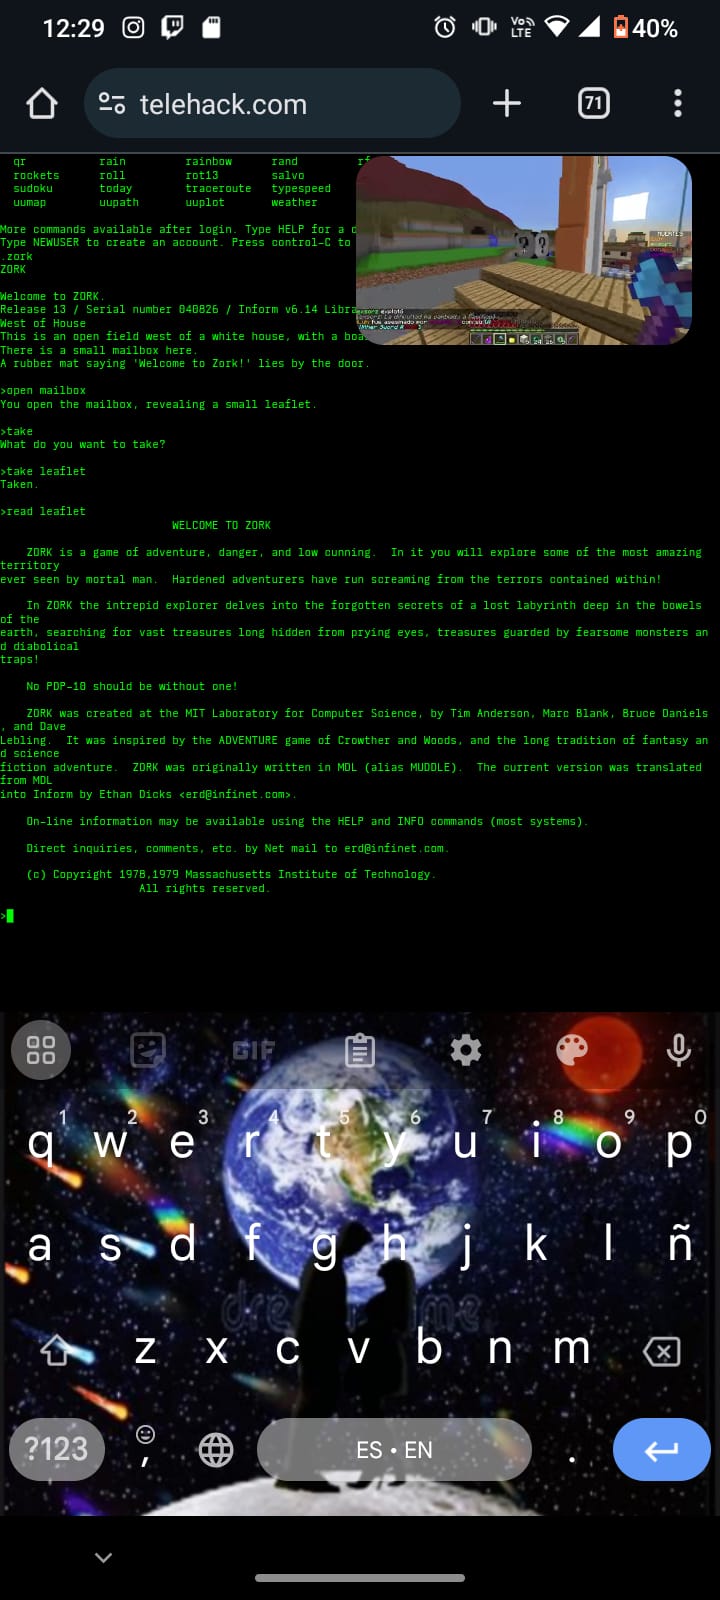 12:29
Vo LTE
40%
telehack.com
71
qr rain rainbow rand
rockets roll rot13 salvo
sudoku today traceroute typespeed
uumap uupath uuplot weather
More commands available after login. Type HELP for a
Type NEWUSER to create an account. Press control-C to
.zork
ZORK
Welcome to ZORK.
Release 13 / Serial number 040826 / Inform v6.14
West of House
This is an open field west of a white house, with a
There is a small mailbox here.
A rubber mat saying 'Welcome to Zork!' lies by the door.
>open mailbox
You open the mailbox, revealing a small leaflet.
>take
What do you want to take?
>take leaflet
Taken.
>read leaflet
WELCOME TO ZORK
ZORK is a game of adventure, danger, and low cunning. In it you will explore some of the most amazing
territory
ever seen by mortal man. Hardened adventurers have run screaming from the terrors contained within!
In ZORK the intrepid explorer delves into the forgotten secrets of a lost labyrinth deep in the bowels
of the
earth, searching for vast treasures long hidden from prying eyes, treasures guarded by fearsome monsters an
d diabolical
traps!
No PDP-10 should be without one!
ZORK was created at the MIT Laboratory for Computer Science, by Tim Anderson, Marc Blank, Bruce Daniels
, and Dave
Lebling. It was inspired by the ADVENTURE game of Crowther and Woods, and the long tradition of fantasy an
d science
fiction adventure. ZORK was originally written in MDL (alias MUDDLE). The current version was translated
from MDL
into Inform by Ethan Dicks <erd@infinet.com>.
On-line information may be available using the HELP and INFO commands (most systems).
Direct inquiries, comments, etc. by Net mail to erd@infinet.com.
(c) Copyright 1978,1979 Massachusetts Institute of Technology.
All rights reserved.
>
GIF
1 2 3 4 5 6 7 8 9 0
q w e r t y u i o p
a s d f g h j k l ñ
z x c v b n m
?123 , ES • EN .